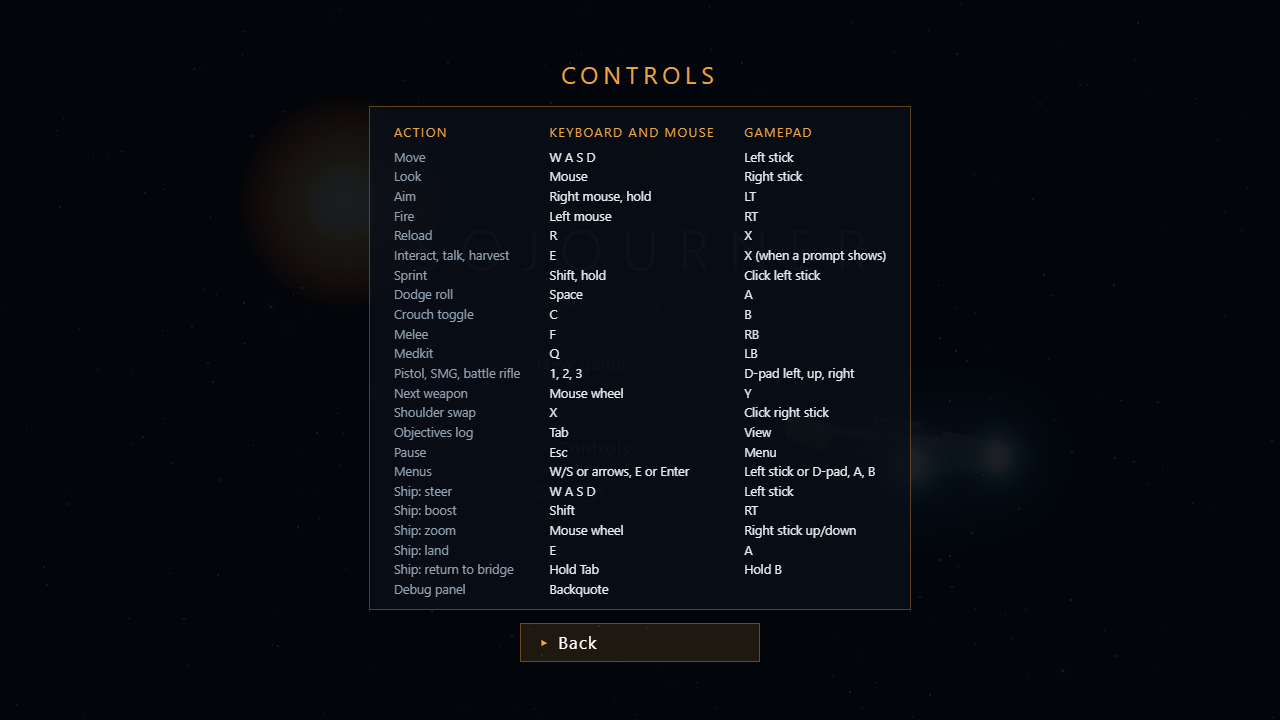 CONTROLS
ACTION KEYBOARD AND MOUSE GAMEPAD
Move W A S D Left stick
Look Mouse Right stick
Aim Right mouse, hold LT
Fire Left mouse RT
Reload R X
Interact, talk, harvest E X (when a prompt shows)
Sprint Shift, hold Click left stick
Dodge roll Space A
Crouch toggle C B
Melee F RB
Medkit Q LB
Pistol, SMG, battle rifle 1, 2, 3 D-pad left, up, right
Next weapon Mouse wheel Y
Shoulder swap X Click right stick
Objectives log Tab View
Pause Esc Menu
Menus W/S or arrows, E or Enter Left stick or D-pad, A, B
Ship: steer W A S D Left stick
Ship: boost Shift RT
Ship: zoom Mouse wheel Right stick up/down
Ship: land E A
Ship: return to bridge Hold Tab Hold B
Debug panel Backquote
Back